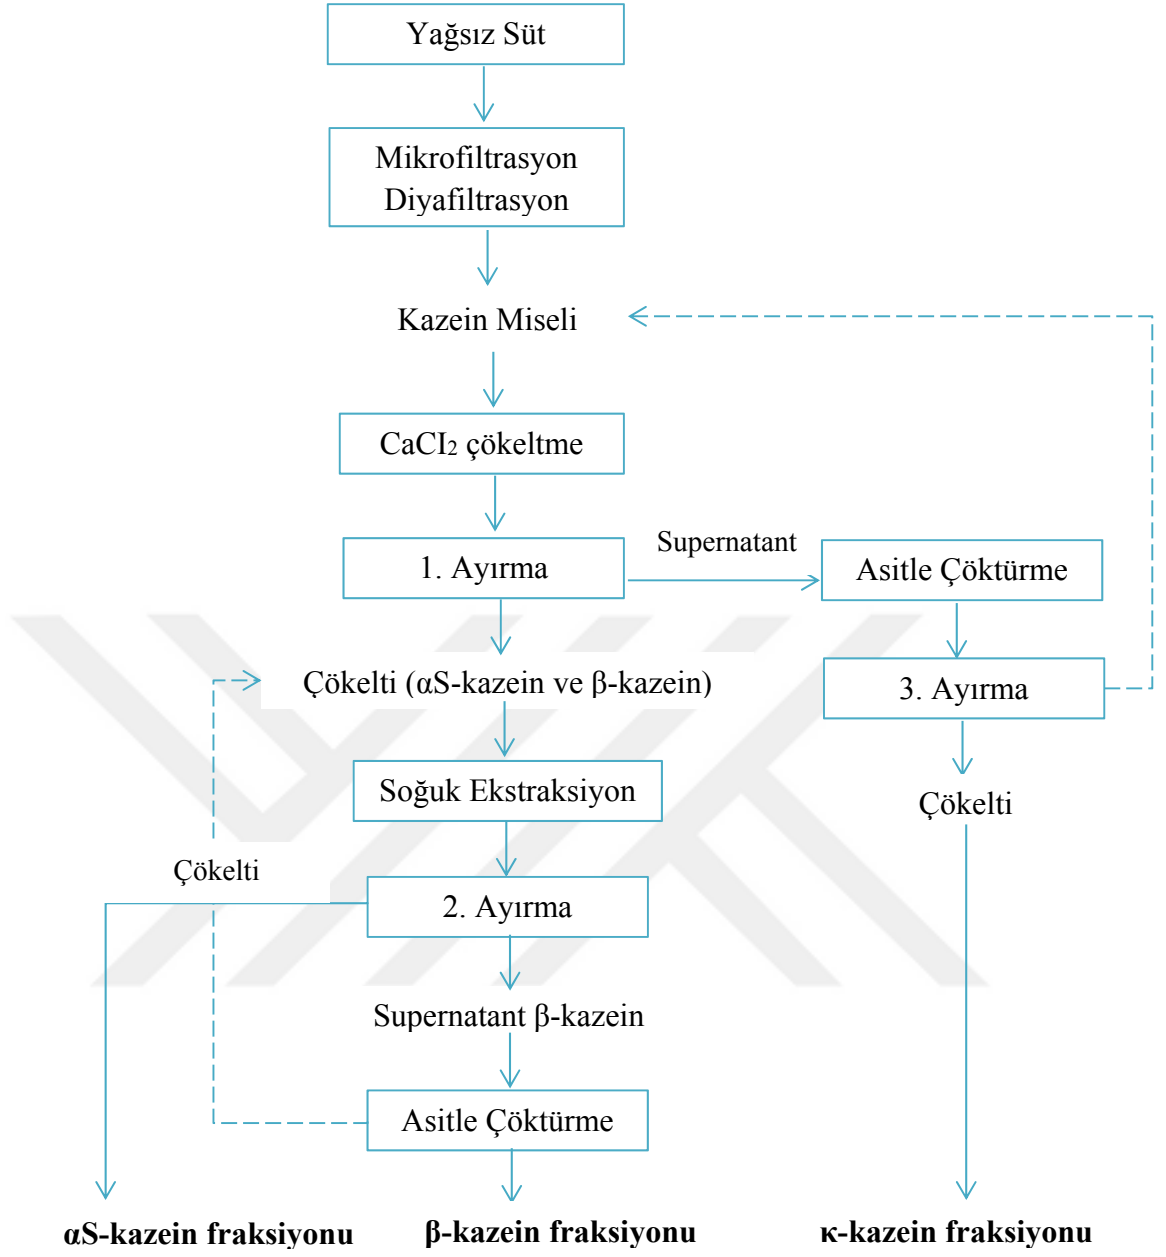 Yağsız Süt
Mikrofiltrasyon
Diyafiltrasyon
Kazein Miseli
CaCI₂ çökeltme
1. Ayırma
Supernatant
Asitle Çöktürme
3. Ayırma
Çökelti
Çökelti (αS-kazein ve β-kazein)
Soğuk Ekstraksiyon
Çökelti
2. Ayırma
Supernatant β-kazein
Asitle Çöktürme
αS-kazein fraksiyonu
β-kazein fraksiyonu
κ-kazein fraksiyonu